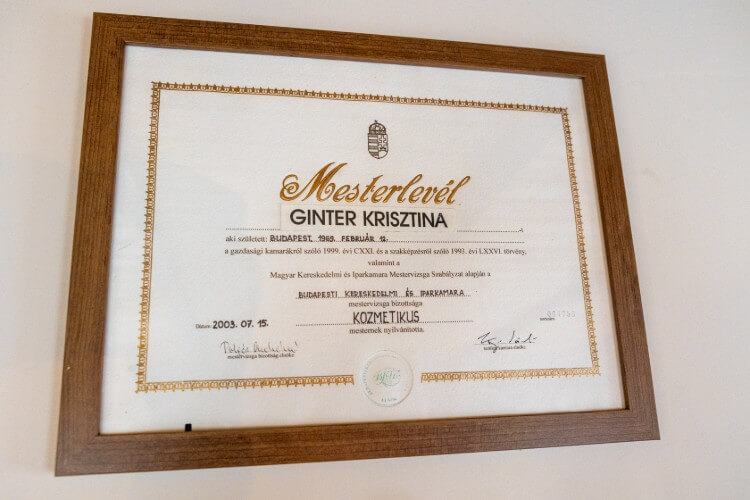 Mesterlevél
GINTER KRISZTINA
aki született: BUDAPEST, 1969. FEBRUÁR 12.
a gazdasági kamarákról szóló 1999. évi CXXI. és a szakképzésről szóló 1993. évi LXXVI. törvény,
valamint a
Magyar Kereskedelmi és Iparkamara Mestervizsga Szabályzat alapján a
BUDAPESTI KERESKEDELMI ÉS IPARKAMARA
mestervizsga bizottsága
KOZMETIKUS
Dátum: 2003. 07. 15.
mesternek nyilvánította.
mestervizsga bizottság elnöke